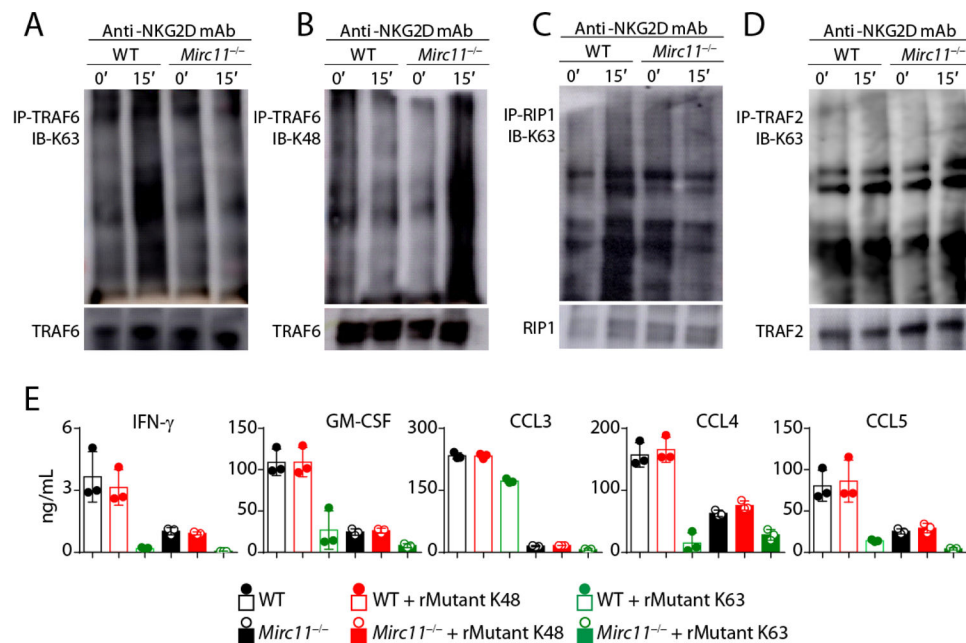 A
Anti-NKG2D mAb
WT Mirc11–/–
0' 15' 0' 15'
IP-TRAF6
IB-K63
TRAF6
B
Anti-NKG2D mAb
WT Mirc11–/–
0' 15' 0' 15'
IP-TRAF6
IB-K48
TRAF6
C
Anti-NKG2D mAb
WT Mirc11–/–
0' 15' 0' 15'
IP-RIP1
IB-K63
RIP1
D
Anti-NKG2D mAb
WT Mirc11–/–
0' 15' 0' 15'
IP-TRAF2
IB-K63
TRAF2
E
IFN-γ
ng/mL
6
3
0
GM-CSF
150
100
50
0
CCL3
300
150
0
CCL4
200
150
100
50
0
CCL5
150
100
50
0
WT WT + rMutant K48 WT + rMutant K63
Mirc11–/– Mirc11–/– + rMutant K48 Mirc11–/– + rMutant K63